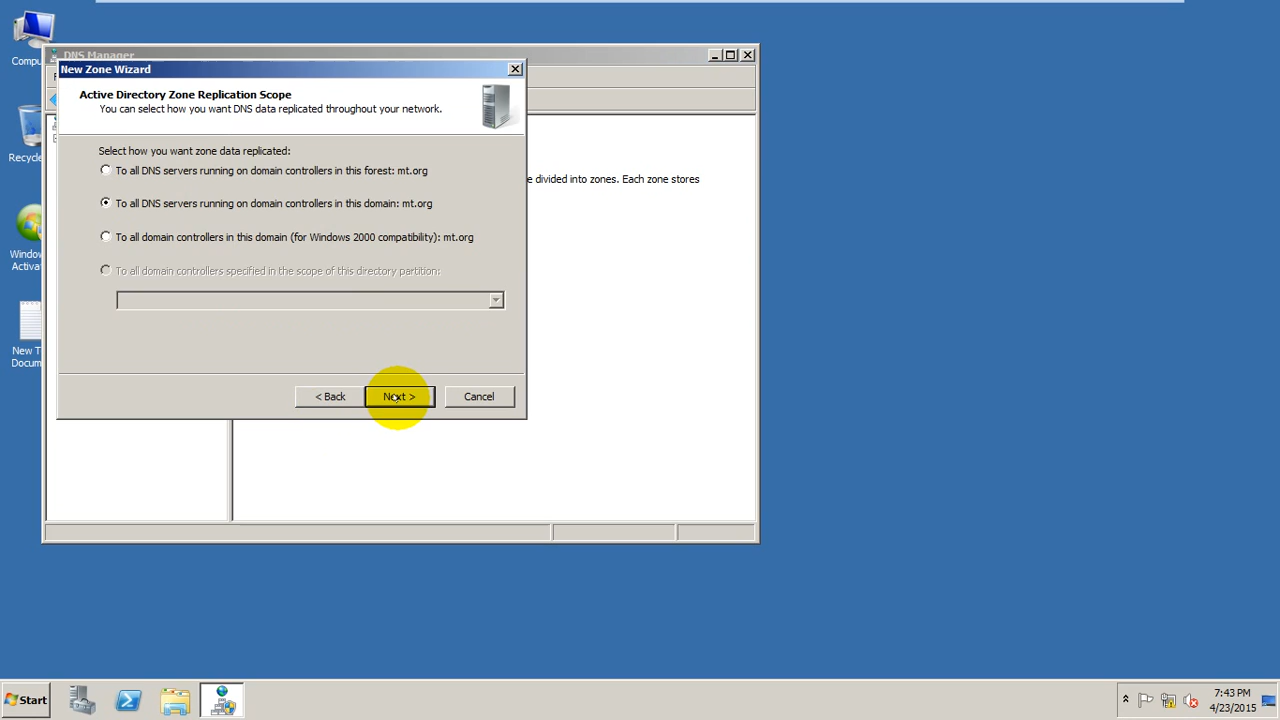 Compu
DNS Manager
New Zone Wizard
Active Directory Zone Replication Scope
You can select how you want DNS data replicated throughout your network.
Recycle
Select how you want zone data replicated:
To all DNS servers running on domain controllers in this forest: mt.org
e divided into zones. Each zone stores
To all DNS servers running on domain controllers in this domain: mt.org
To all domain controllers in this domain (for Windows 2000 compatibility): mt.org
Window
Activat
To all domain controllers specified in the scope of this directory partition:
New T
Docum
< Back
Next >
Cancel
Start
7:43 PM
4/23/2015